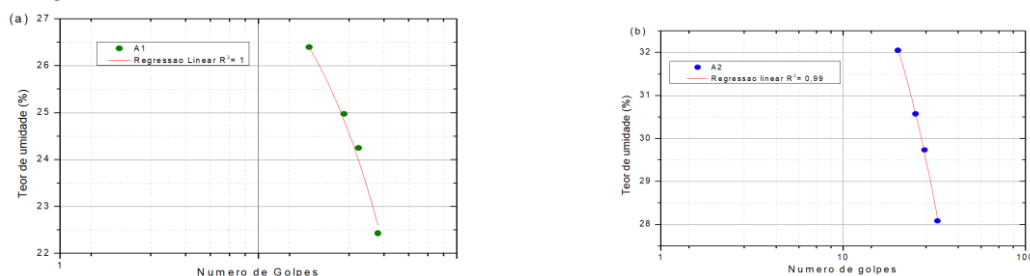 (a)
27
26
25
24
23
22
Teor de umidade (%)
A1
Regressao Linear R²= 1
1
Numero de Golpes
(b)
32
31
30
29
28
Teor de umidade (%)
A2
Regressao linear R²= 0,99
1
10
Numero de golpes